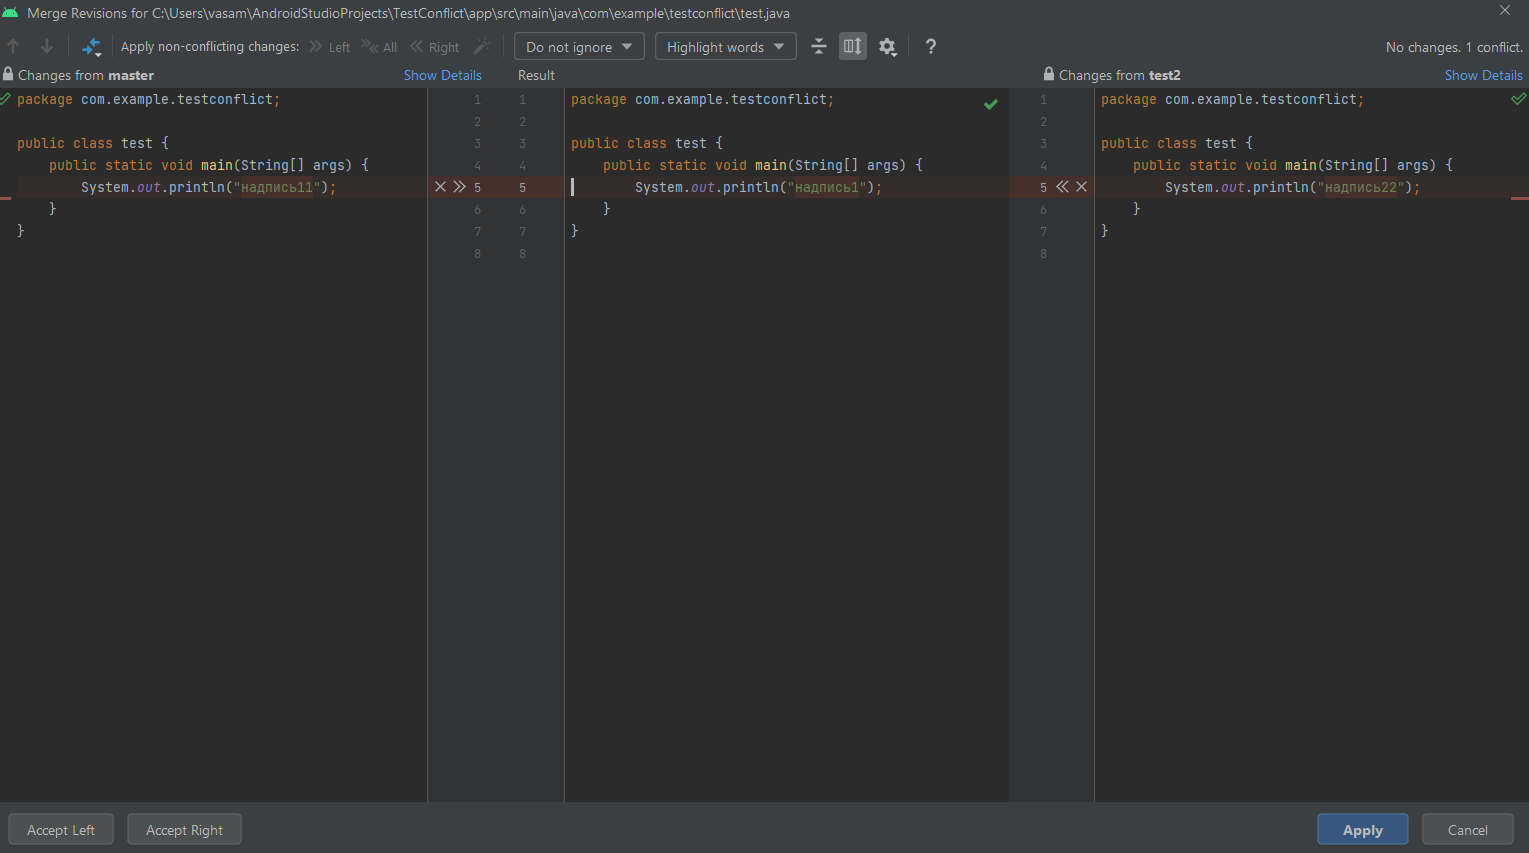 Merge Revisions for C:\Users\vasam\AndroidStudioProjects\TestConflict\app\src\main\java\com\example\testconflict\test.java
Apply non-conflicting changes: Left All Right Do not ignore Highlight words ? No changes. 1 conflict.
Changes from master Show Details Result Changes from test2 Show Details
package com.example.testconflict;
public class test {
public static void main(String[] args) {
System.out.println("надпись11");
}
}
1
2
3
4
5
6
7
8
1
2
3
4
5
6
7
8
package com.example.testconflict;
public class test {
public static void main(String[] args) {
System.out.println("надпись1");
}
}
1
2
3
4
5
6
7
8
package com.example.testconflict;
public class test {
public static void main(String[] args) {
System.out.println("надпись22");
}
}
Accept Left Accept Right Apply Cancel